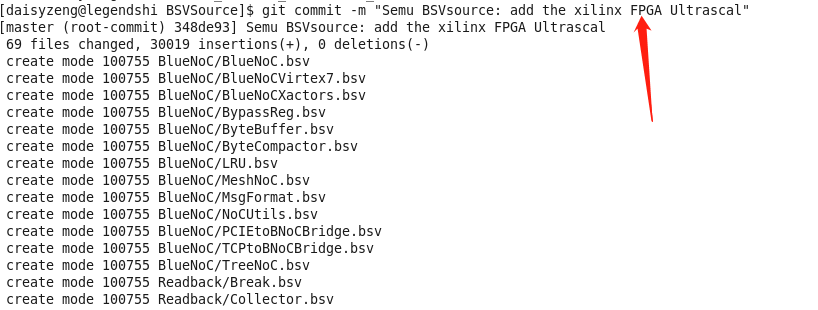 [daisyzeng@legendshi BSVSource]$ git commit -m "Semu BSVsource: add the xilinx FPGA Ultrascal"
[master (root-commit) 348de93] Semu BSVsource: add the xilinx FPGA Ultrascal
 69 files changed, 30019 insertions(+), 0 deletions(-)
 create mode 100755 BlueNoC/BlueNoC.bsv
 create mode 100755 BlueNoC/BlueNoCVirtex7.bsv
 create mode 100755 BlueNoC/BlueNoCXactors.bsv
 create mode 100755 BlueNoC/BypassReg.bsv
 create mode 100755 BlueNoC/ByteBuffer.bsv
 create mode 100755 BlueNoC/ByteCompactor.bsv
 create mode 100755 BlueNoC/LRU.bsv
 create mode 100755 BlueNoC/MeshNoC.bsv
 create mode 100755 BlueNoC/MsgFormat.bsv
 create mode 100755 BlueNoC/NoCUtils.bsv
 create mode 100755 BlueNoC/PCIEtoBNoCBridge.bsv
 create mode 100755 BlueNoC/TCPtoBNoCBridge.bsv
 create mode 100755 BlueNoC/TreeNoC.bsv
 create mode 100755 Readback/Break.bsv
 create mode 100755 Readback/Collector.bsv